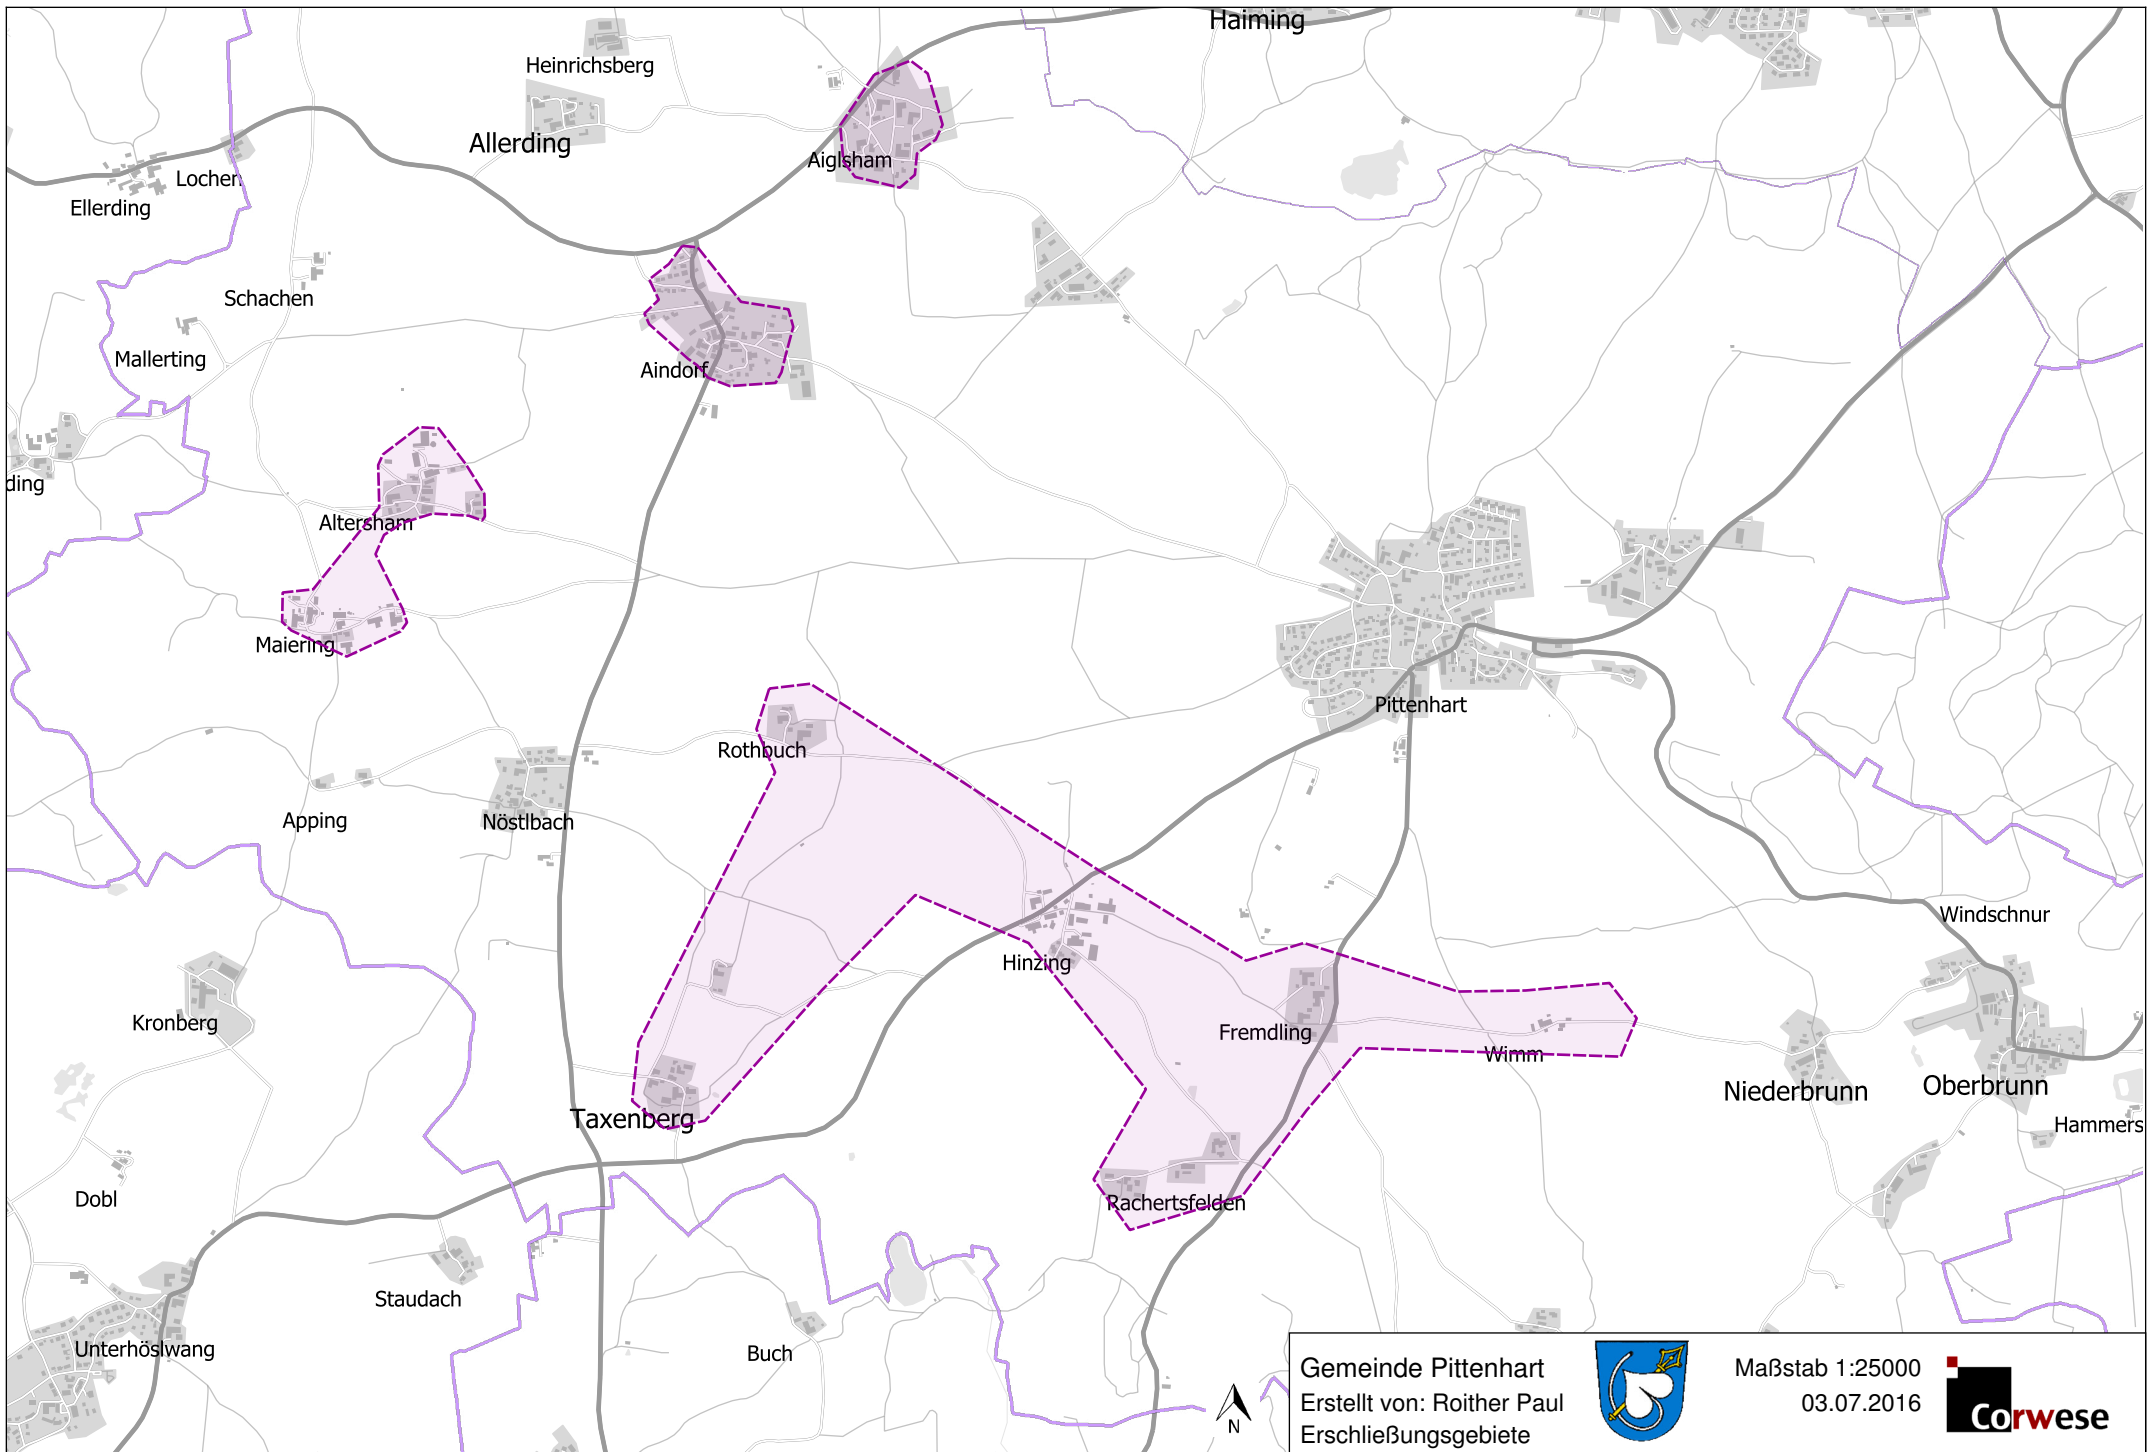 Haiming
Heinrichsberg
Allerding
Aiglsham
Lochen
Ellerding
Schachen
Mallerting
Aindorf
ding
Altersham
Maiering
Pittenhart
Rothbuch
Apping
Nöstlbach
Windschnur
Hinzing
Kronberg
Fremdling
Wimm
Niederbrunn
Oberbrunn
Taxenberg
Hammers
Dobl
Rachertsfelden
Staudach
Unterhöslwang
Buch
N
Gemeinde Pittenhart
Erstellt von: Roither Paul
Erschließungsgebiete
Maßstab 1:25000
03.07.2016
Corwese